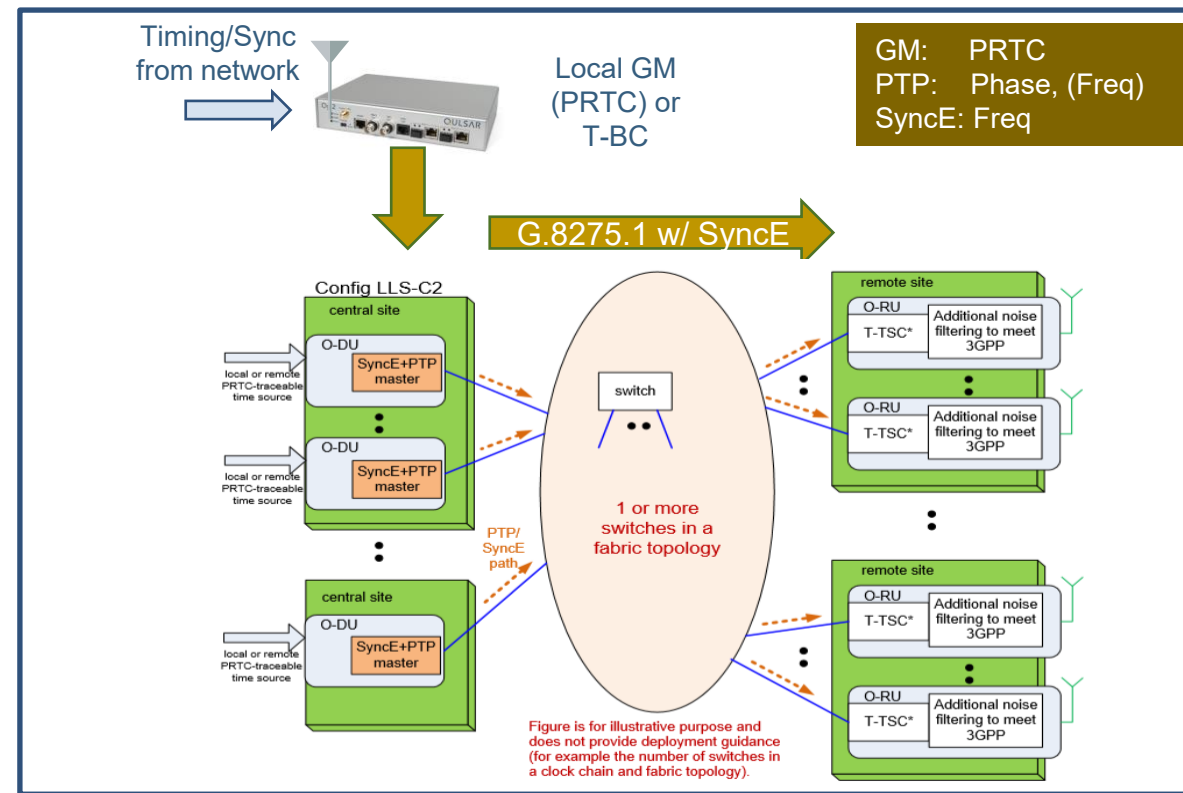 Timing/Sync
from network
Local GM
(PRTC) or
T-BC
QULSAR
GM: PRTC
PTP: Phase, (Freq)
SyncE: Freq
G.8275.1 w/ SyncE
Config LLS-C2
central site
O-DU
SyncE+PTP
master
local or remote
PRTC-traceable
time source
O-DU
SyncE+PTP
master
local or remote
PRTC-traceable
time source
PTP/
SyncE
path
central site
O-DU
SyncE+PTP
master
local or remote
PRTC-traceable
time source
switch
1 or more
switches in a
fabric topology
Figure is for illustrative purpose and
does not provide deployment guidance
(for example the number of switches in
a clock chain and fabric topology).
remote site
O-RU
T-TSC*
Additional noise
filtering to meet
3GPP
O-RU
T-TSC*
Additional noise
filtering to meet
3GPP
remote site
O-RU
T-TSC*
Additional noise
filtering to meet
3GPP
O-RU
T-TSC*
Additional noise
filtering to meet
3GPP